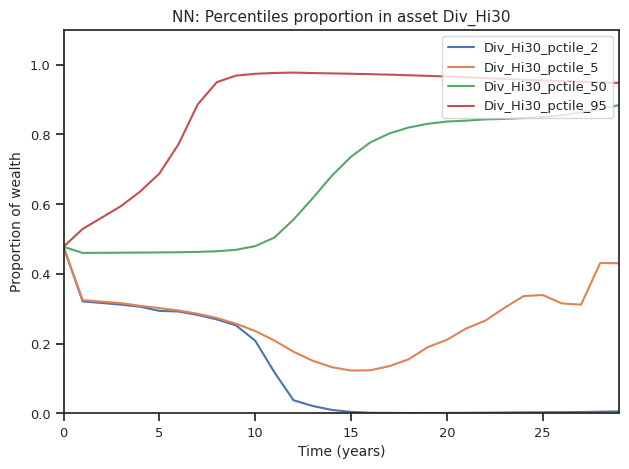 NN: Percentiles proportion in asset Div_Hi30
Div_Hi30_pctile_2
Div_Hi30_pctile_5
Div_Hi30_pctile_50
Div_Hi30_pctile_95
Proportion of wealth
1.0
0.8
0.6
0.4
0.2
0.0
0 5 10 15 20 25
Time (years)